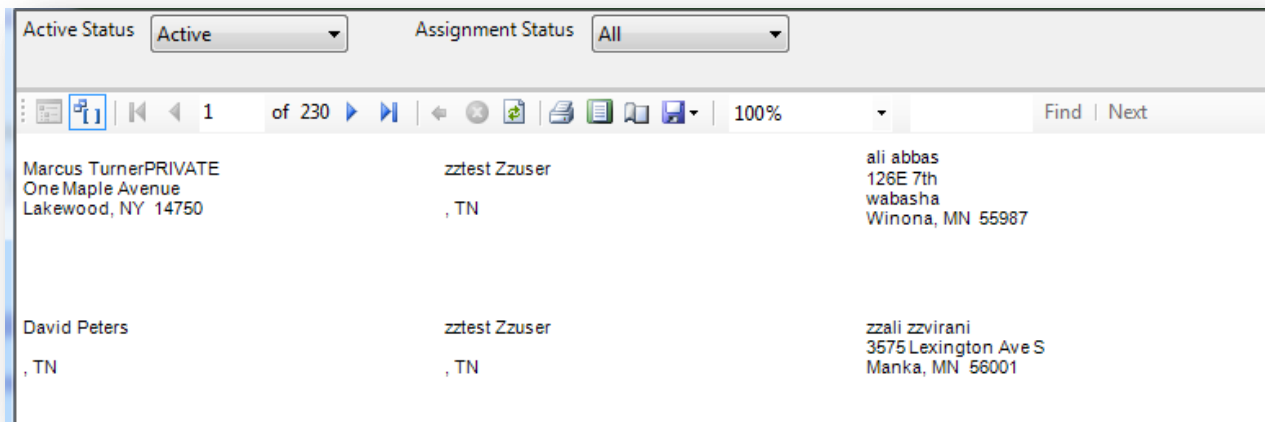 Active Status Active Assignment Status All
1 of 230 100% Find | Next
Marcus TurnerPRIVATE
One Maple Avenue
Lakewood, NY 14750
zztest Zzuser
, TN
ali abbas
126E 7th
wabasha
Winona, MN 55987
David Peters
, TN
zztest Zzuser
, TN
zzali zzvirani
3575 Lexington Ave S
Manka, MN 56001